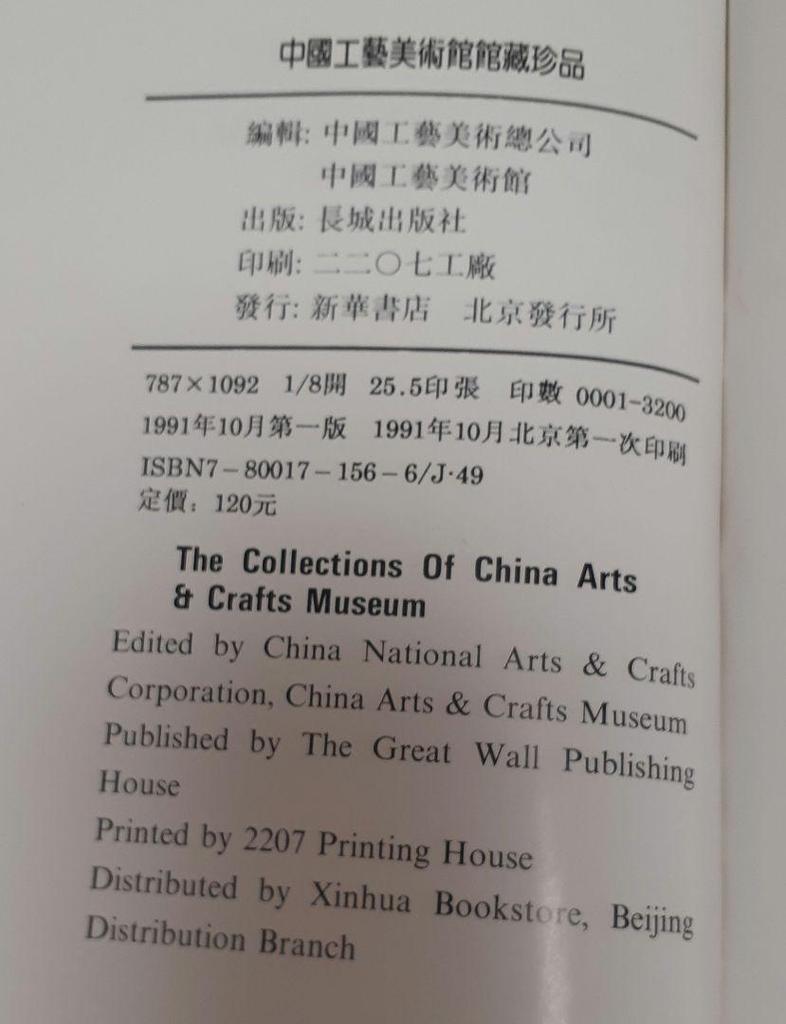 中國工藝美術館館藏珍品
編輯: 中國工藝美術總公司
中國工藝美術館
出版: 長城出版社
印刷: 二二〇七工廠
發行: 新華書店 北京發行所
787×1092 1/8開 25.5印張 印數 0001-3200
1991年10月第一版 1991年10月北京第一次印刷
ISBN7-80017-156-6/J·49
定價: 120元
The Collections Of China Arts
& Crafts Museum
Edited by China National Arts & Crafts
Corporation, China Arts & Crafts Museum
Published by The Great Wall Publishing
House
Printed by 2207 Printing House
Distributed by Xinhua Bookstore, Beijing
Distribution Branch